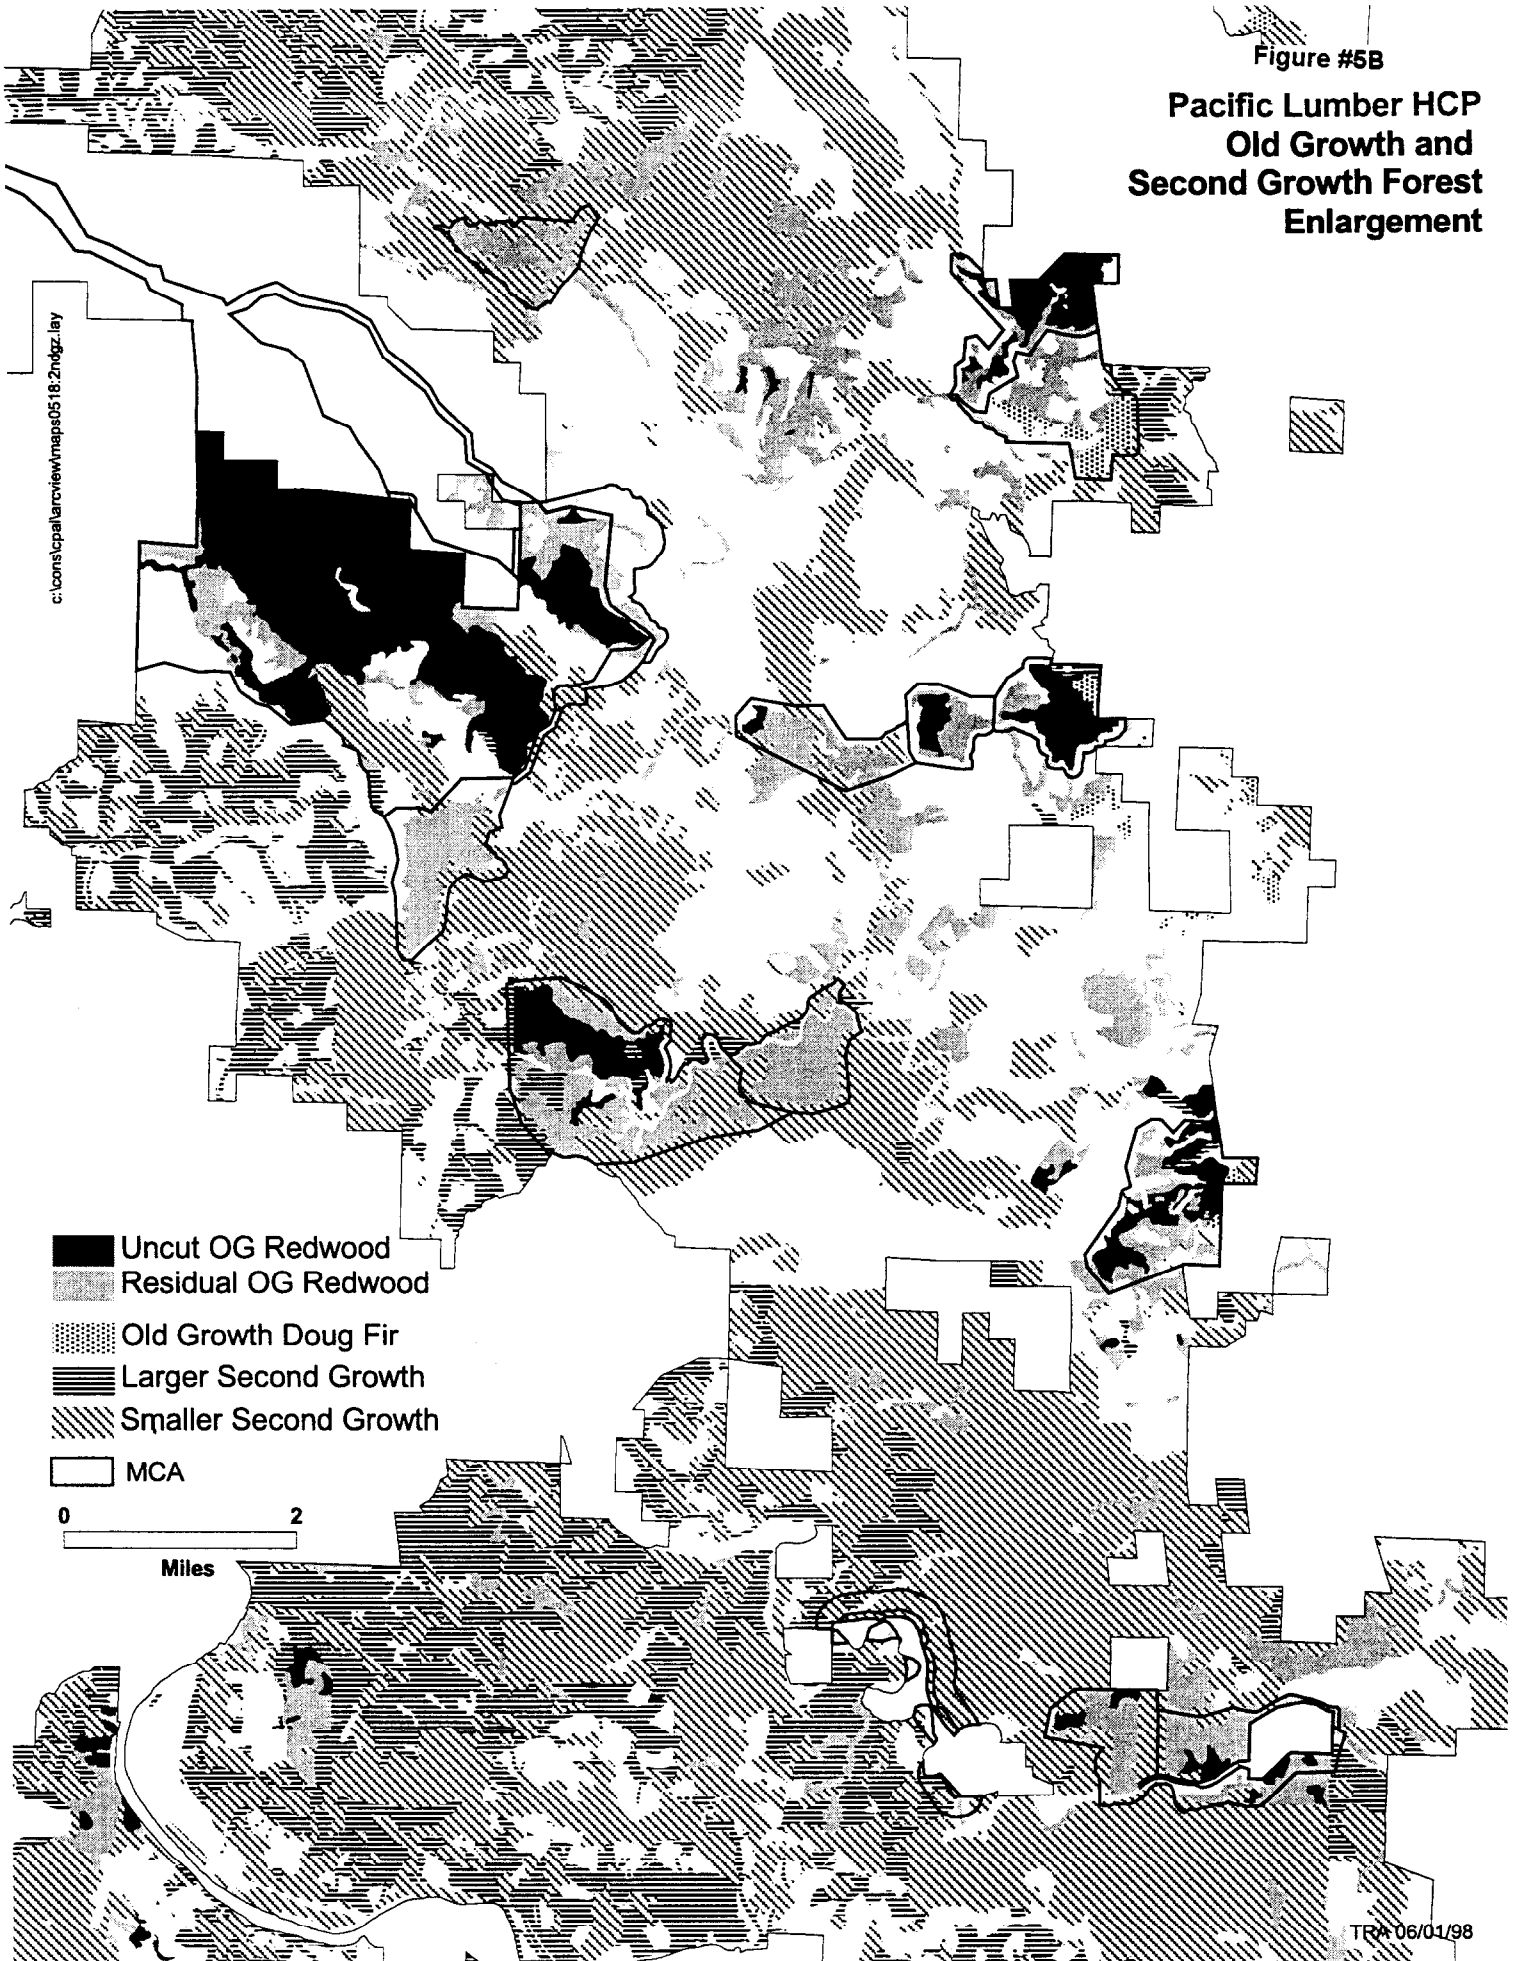 Figure #5B
Pacific Lumber HCP
Old Growth and
Second Growth Forest
Enlargement
c:\cons\cpal\arcview\maps0518:2ndgz.lay
Uncut OG Redwood
Residual OG Redwood
Old Growth Doug Fir
Larger Second Growth
Smaller Second Growth
MCA
0 2
Miles
TRA 06/01/98